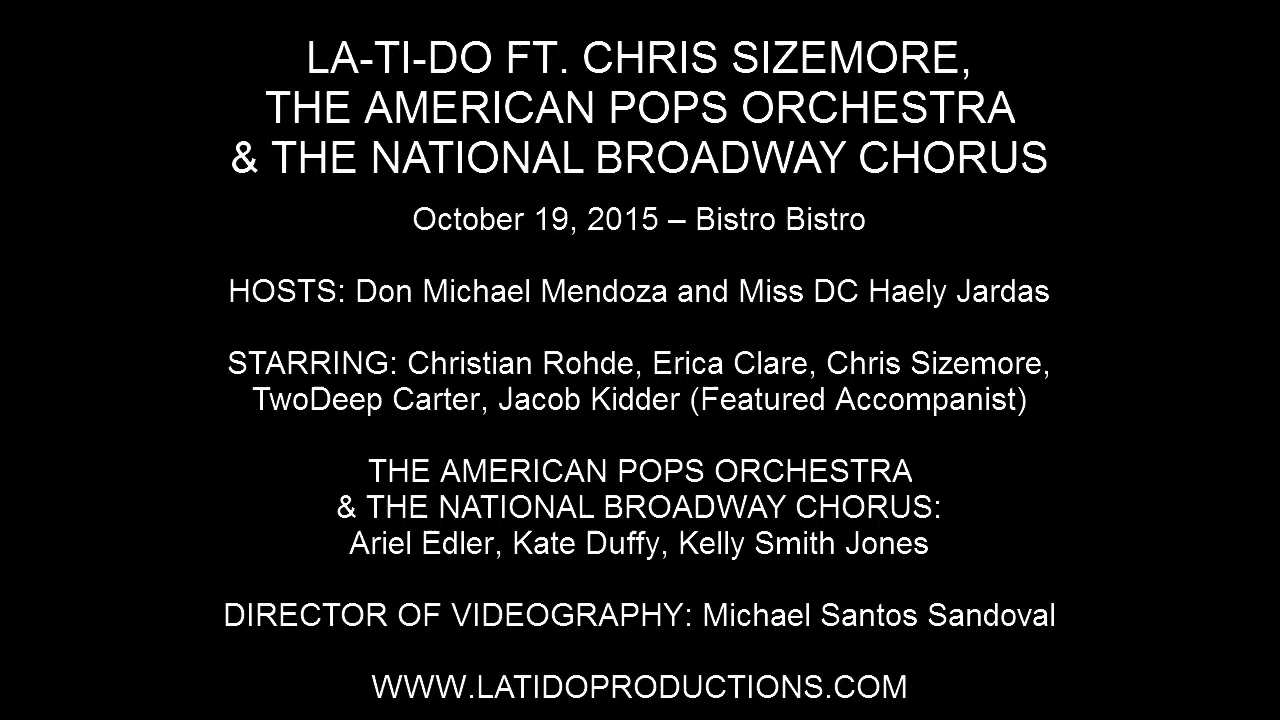 LA-TI-DO FT. CHRIS SIZEMORE,
THE AMERICAN POPS ORCHESTRA
& THE NATIONAL BROADWAY CHORUS
October 19, 2015 – Bistro Bistro
HOSTS: Don Michael Mendoza and Miss DC Haely Jardas
STARRING: Christian Rohde, Erica Clare, Chris Sizemore,
TwoDeep Carter, Jacob Kidder (Featured Accompanist)
THE AMERICAN POPS ORCHESTRA
& THE NATIONAL BROADWAY CHORUS:
Ariel Edler, Kate Duffy, Kelly Smith Jones
DIRECTOR OF VIDEOGRAPHY: Michael Santos Sandoval
WWW.LATIDOPRODUCTIONS.COM